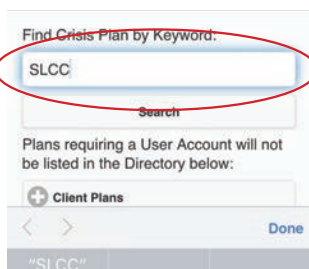 Find Crisis Plan by Keyword:
SLCC
Search
Plans requiring a User Account will not
be listed in the Directory below:
Client Plans
Done
"SLCC"